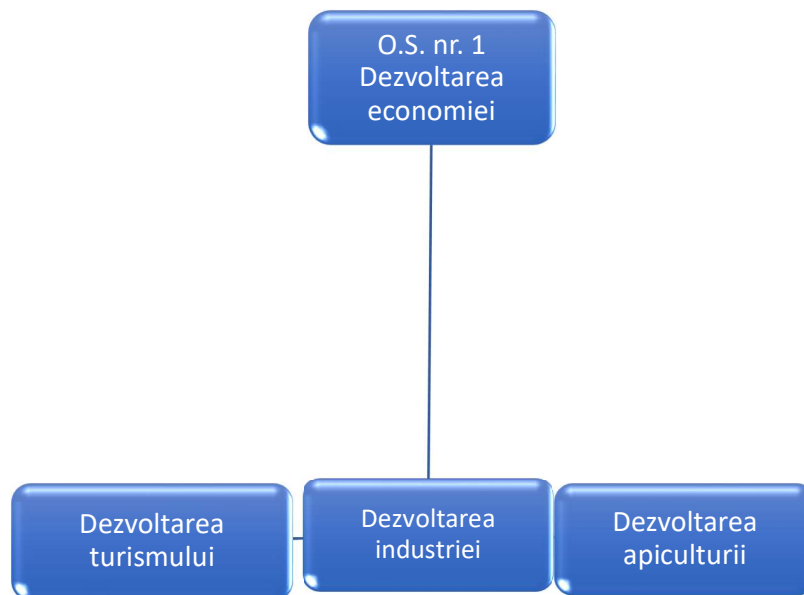 O.S. nr. 1
Dezvoltarea
economiei
Dezvoltarea
turismului
Dezvoltarea
industriei
Dezvoltarea
apiculturii